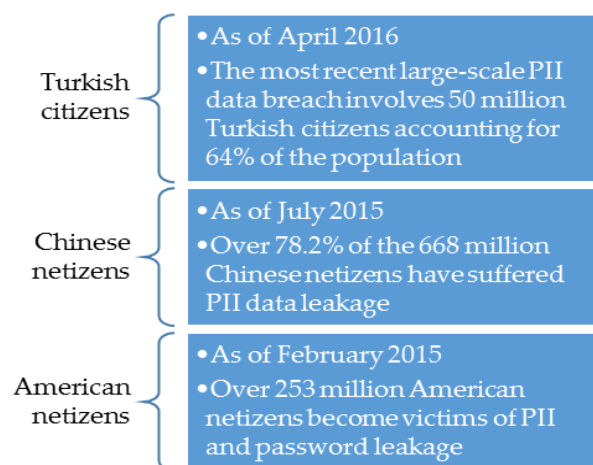 Turkish
citizens
•As of April 2016
•The most recent large-scale PII
data breach involves 50 million
Turkish citizens accounting for
64% of the population
Chinese
netizens
•As of July 2015
•Over 78.2% of the 668 million
Chinese netizens have suffered
PII data leakage
American
netizens
•As of February 2015
•Over 253 million American
netizens become victims of PII
and password leakage